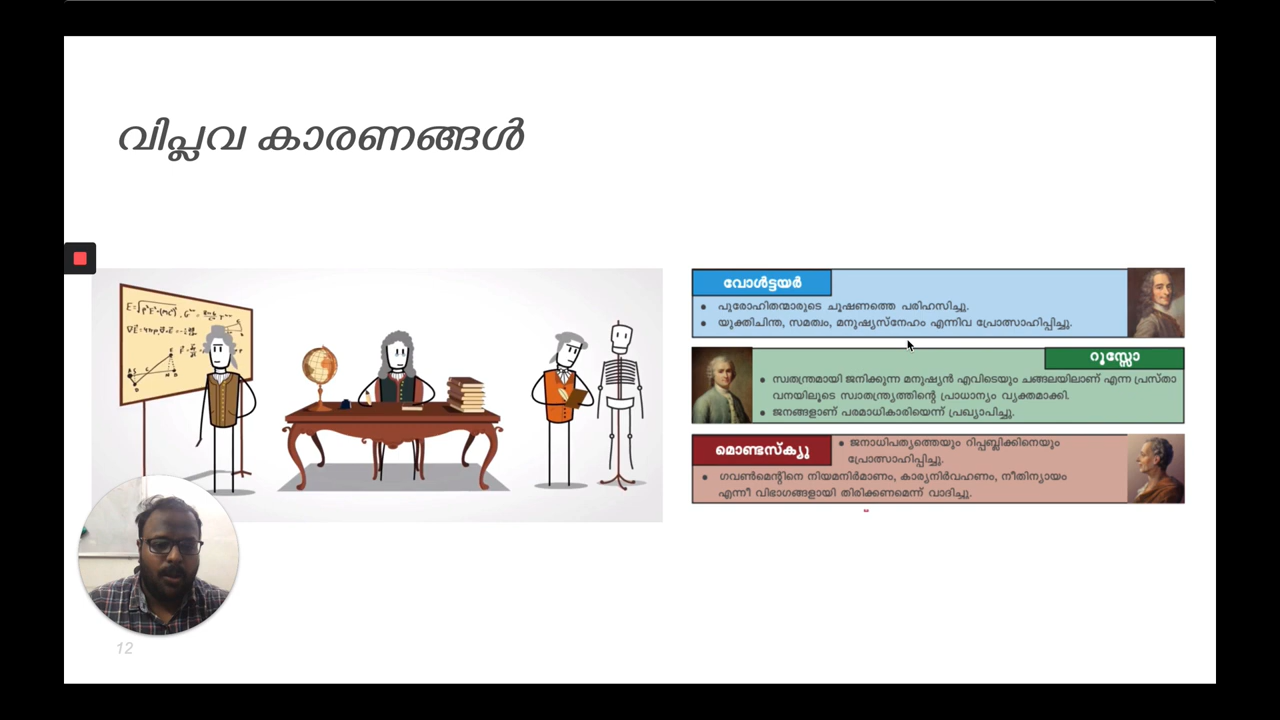 വിപ്ലവ കാരണങ്ങൾ
വോൾട്ടയർ
• പുരോഹിതന്മാരുടെ ചൂഷണത്തെ പരിഹസിച്ചു.
• യുക്തിചിന്ത, സമത്വം, മനുഷ്യസ്നേഹം എന്നിവ പ്രോത്സാഹിപ്പിച്ചു.
റൂസ്സോ
• സ്വതന്ത്രമായി ജനിക്കുന്ന മനുഷ്യൻ എവിടെയും ചങ്ങലയിലാണ് എന്ന പ്രസ്താ
വനയിലൂടെ സ്വാതന്ത്ര്യത്തിന്റെ പ്രാധാന്യം വ്യക്തമാക്കി.
• ജനങ്ങളാണ് പരമാധികാരിയെന്ന് പ്രഖ്യാപിച്ചു.
മൊണ്ടസ്ക്യു
• ജനാധിപത്യത്തെയും റിപ്പബ്ലിക്കിനെയും
പ്രോത്സാഹിപ്പിച്ചു.
• ഗവൺമെന്റിനെ നിയമനിർമാണം, കാര്യനിർവഹണം, നീതിന്യായം
എന്നീ വിഭാഗങ്ങളായി തിരിക്കണമെന്ന് വാദിച്ചു.
12